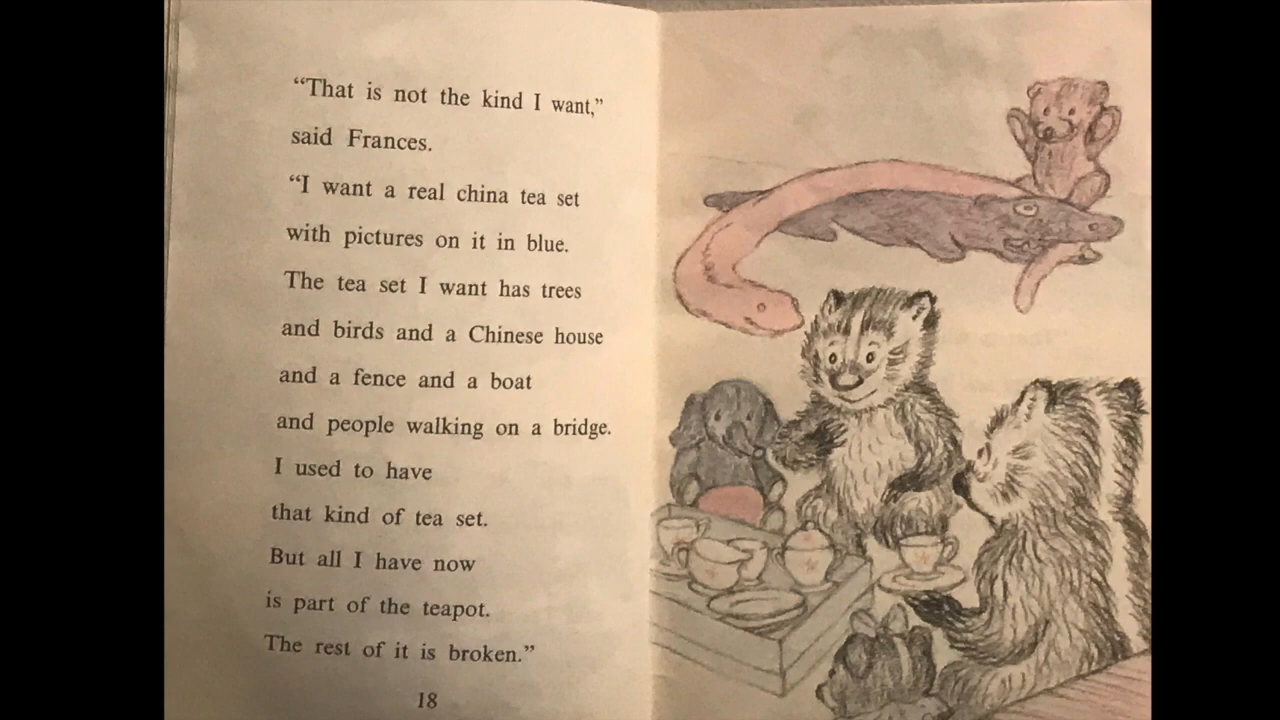 “That is not the kind I want,”
said Frances.
“I want a real china tea set
with pictures on it in blue.
The tea set I want has trees
and birds and a Chinese house
and a fence and a boat
and people walking on a bridge.
I used to have
that kind of tea set.
But all I have now
is part of the teapot.
The rest of it is broken.”
18